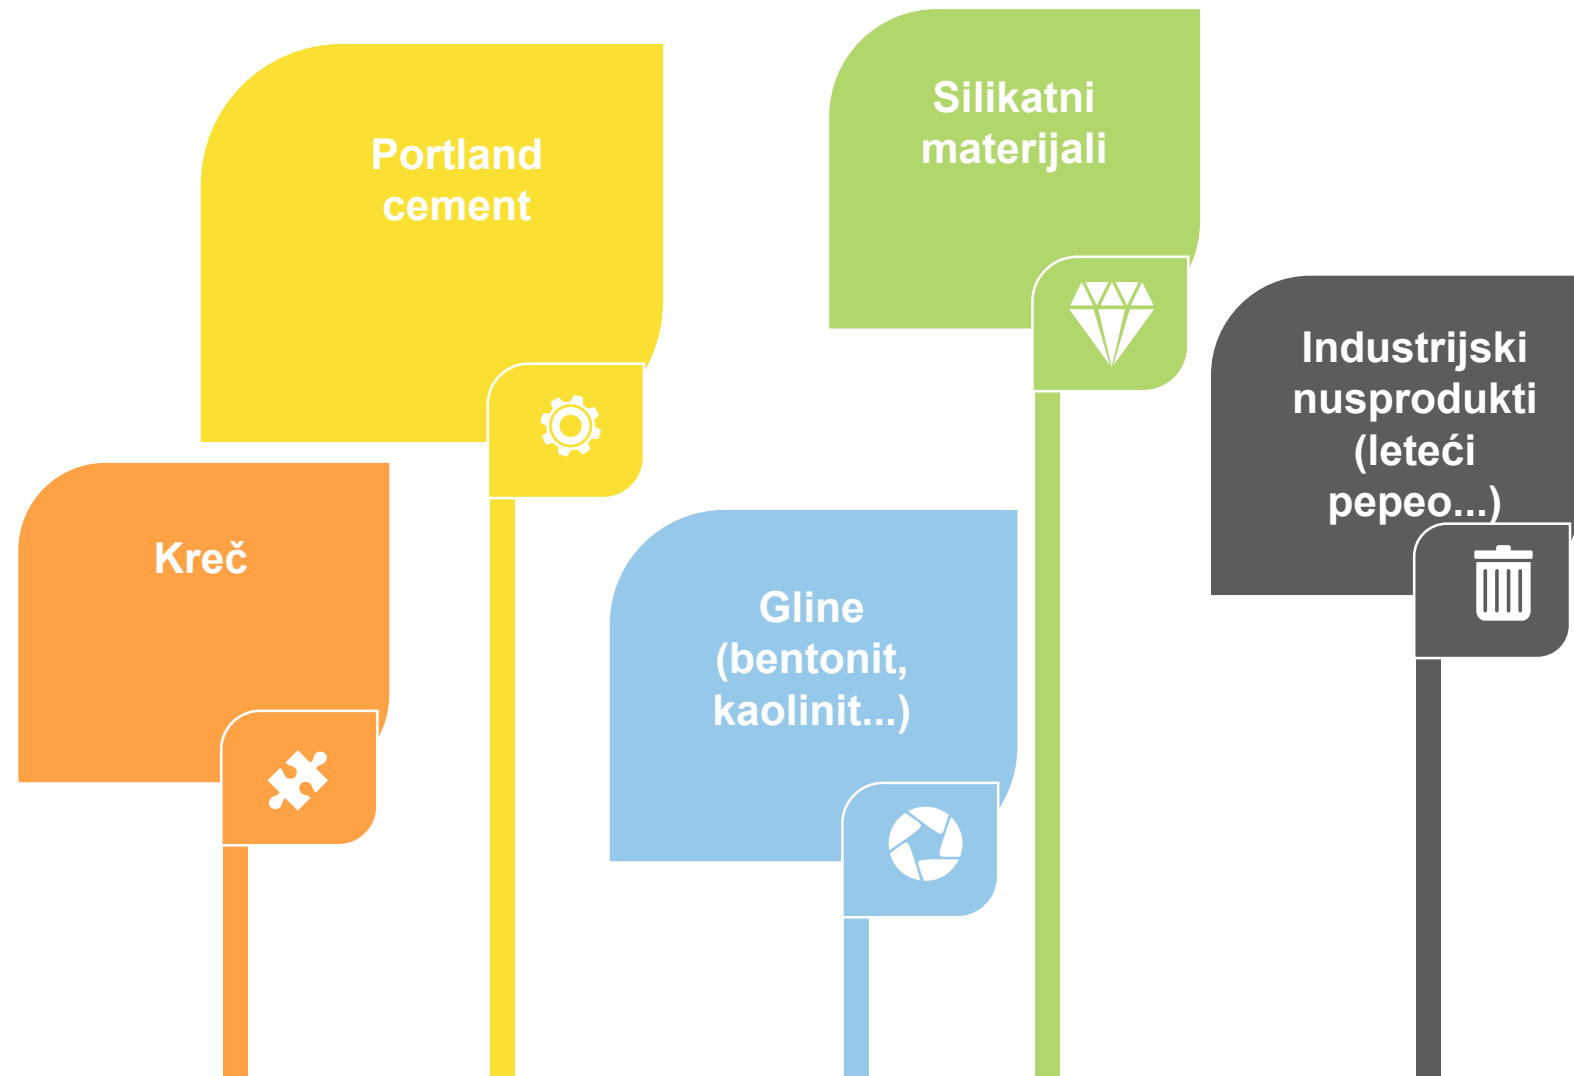 Portland
cement
Silikatni
materijali
Industrijski
nusprodukti
(leteći
pepeo...)
Kreč
Gline
(bentonit,
kaolinit...)